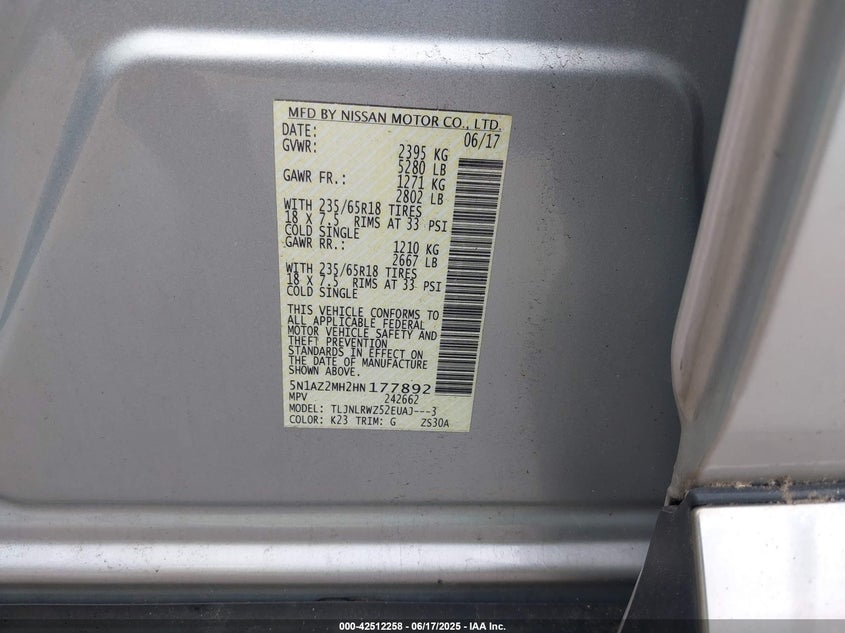 MFD BY NISSAN MOTOR CO., LTD.
DATE: 06/17
GVWR: 2395 KG
5280 LB
GAWR FR.: 1271 KG
2802 LB
WITH 235/65R18 TIRES
18 X 7.5 RIMS AT 33 PSI
COLD SINGLE
GAWR RR.: 1210 KG
2667 LB
WITH 235/65R18 TIRES
18 X 7.5 RIMS AT 33 PSI
COLD SINGLE
THIS VEHICLE CONFORMS TO
ALL APPLICABLE FEDERAL
MOTOR VEHICLE SAFETY AND
THEFT PREVENTION
STANDARDS IN EFFECT ON
THE DATE OF MANUFACTURE
SHOWN ABOVE.
5N1AZ2MH2HN177892
MPV 242662
MODEL: TLJNLRWZ52EUAJ---3
COLOR: K23 TRIM: G ZS30A
000-42512258 - 06/17/2025 - IAA Inc.